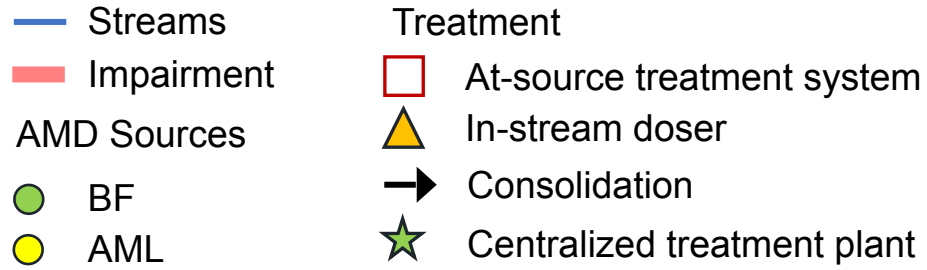 Streams
Impairment
AMD Sources
BF
AML
Treatment
At-source treatment system
In-stream doser
Consolidation
Centralized treatment plant